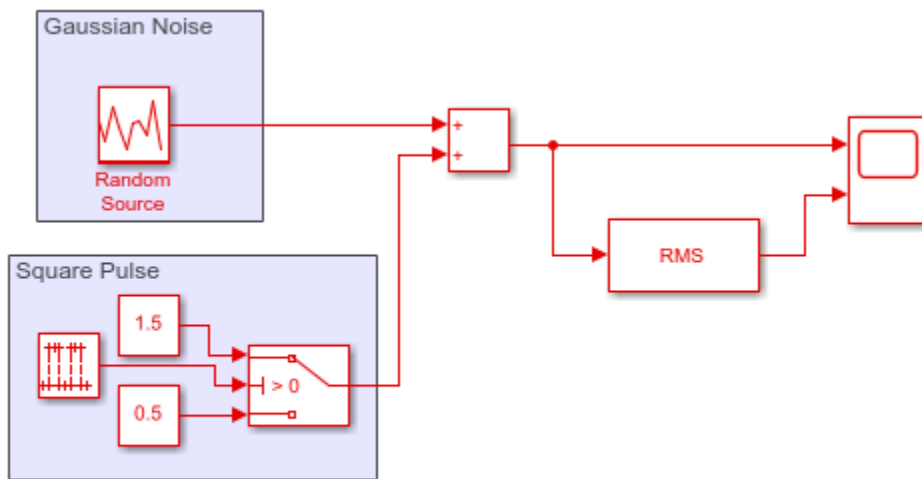 Gaussian Noise
Random
Source
+
+
RMS
Square Pulse
1.5
> 0
0.5